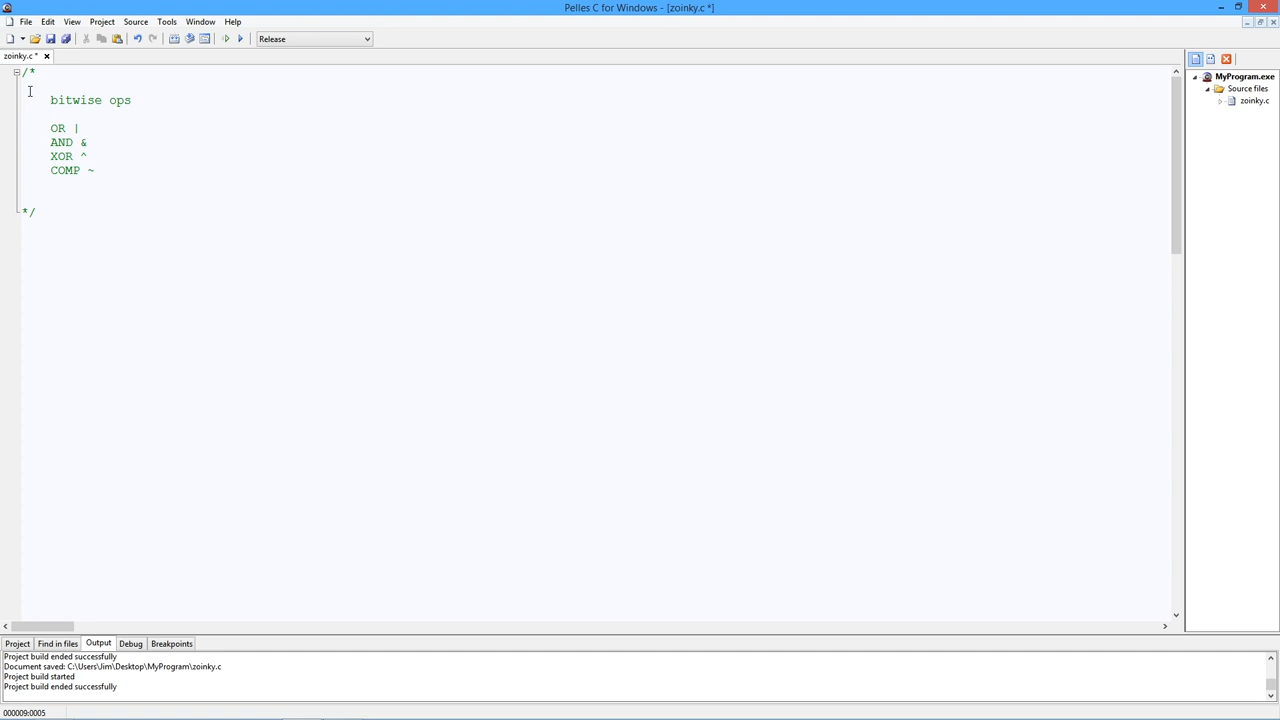 Pelles C for Windows - [zoinky.c *]
File Edit View Project Source Tools Window Help
Release
zoinky.c *
/*
bitwise ops
OR |
AND &
XOR ^
COMP ~
*/
MyProgram.exe
Source files
zoinky.c
Project Find in files Output Debug Breakpoints
Project build ended successfully
Document saved: C:\Users\Jim\Desktop\MyProgram\zoinky.c
Project build started
Project build ended successfully
000009:0005